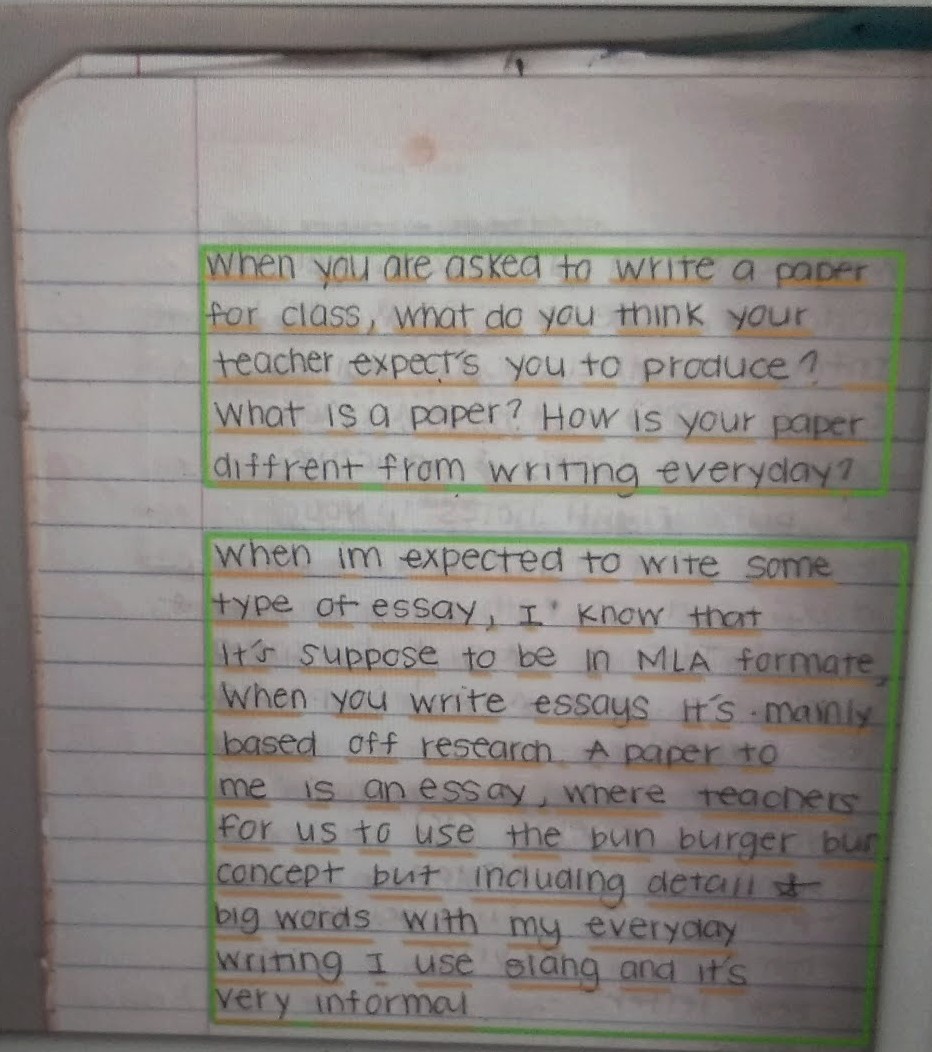 When you are asked to write a paper
for class, what do you think your
teacher expect's you to produce?
What is a paper? How is your paper
diffrent from writing everyday?
When im expected to wite some
type of essay, I' know that
it's suppose to be in MLA formate,
When you write essays it's mainly
based off research. A paper to
me is an essay, where teachers
for us to use the bun burger bun
concept but including detail &
big words with my everyday
writing I use slang and it's
very informal